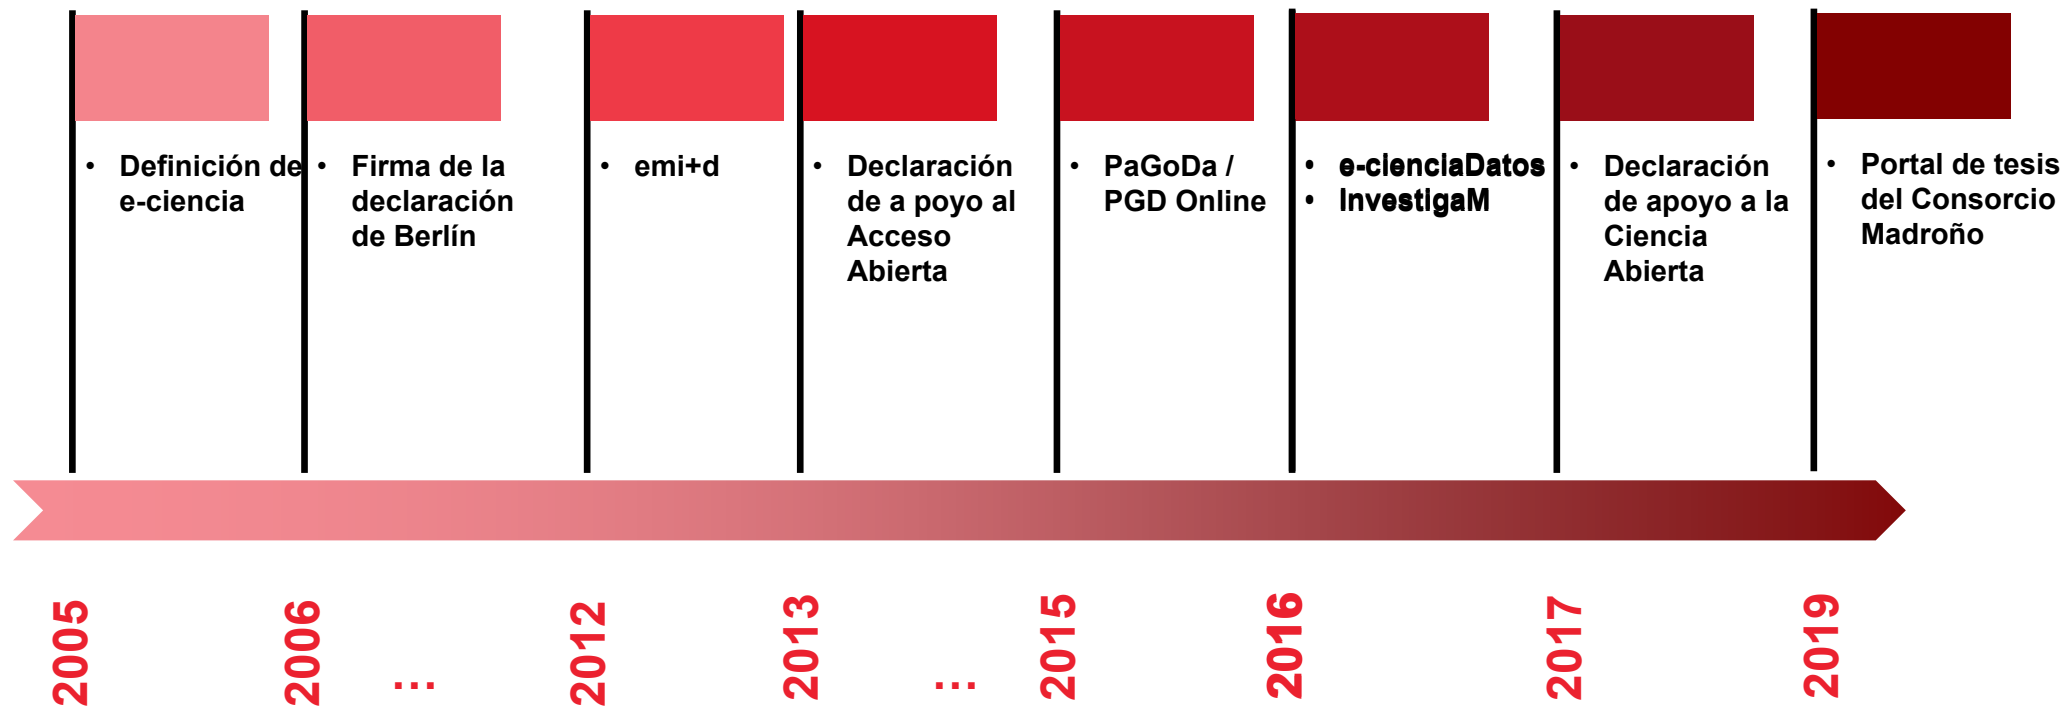 • Definición de
e-ciencia
• Firma de la
declaración
de Berlín
• emi+d
• Declaración
de a poyo al
Acceso
Abierta
• PaGoDa /
PGD Online
• e-cienciaDatos
• InvestigaM
• Declaración
de apoyo a la
Ciencia
Abierta
• Portal de tesis
del Consorcio
Madroño
2005
2006
...
2012
2013
...
2015
2016
2017
2019